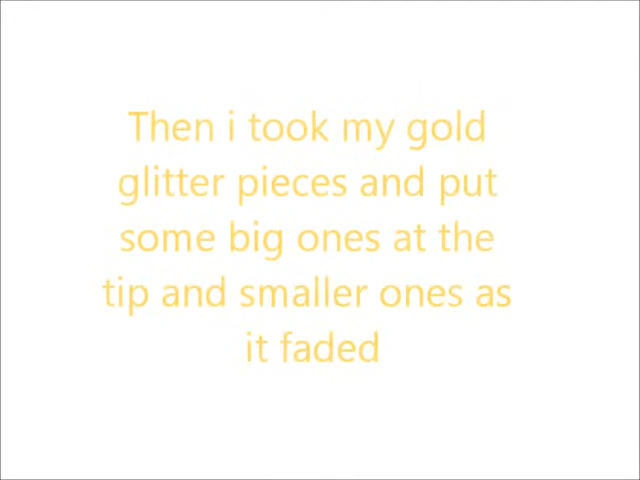 Then i took my gold
glitter pieces and put
some big ones at the
tip and smaller ones as
it faded